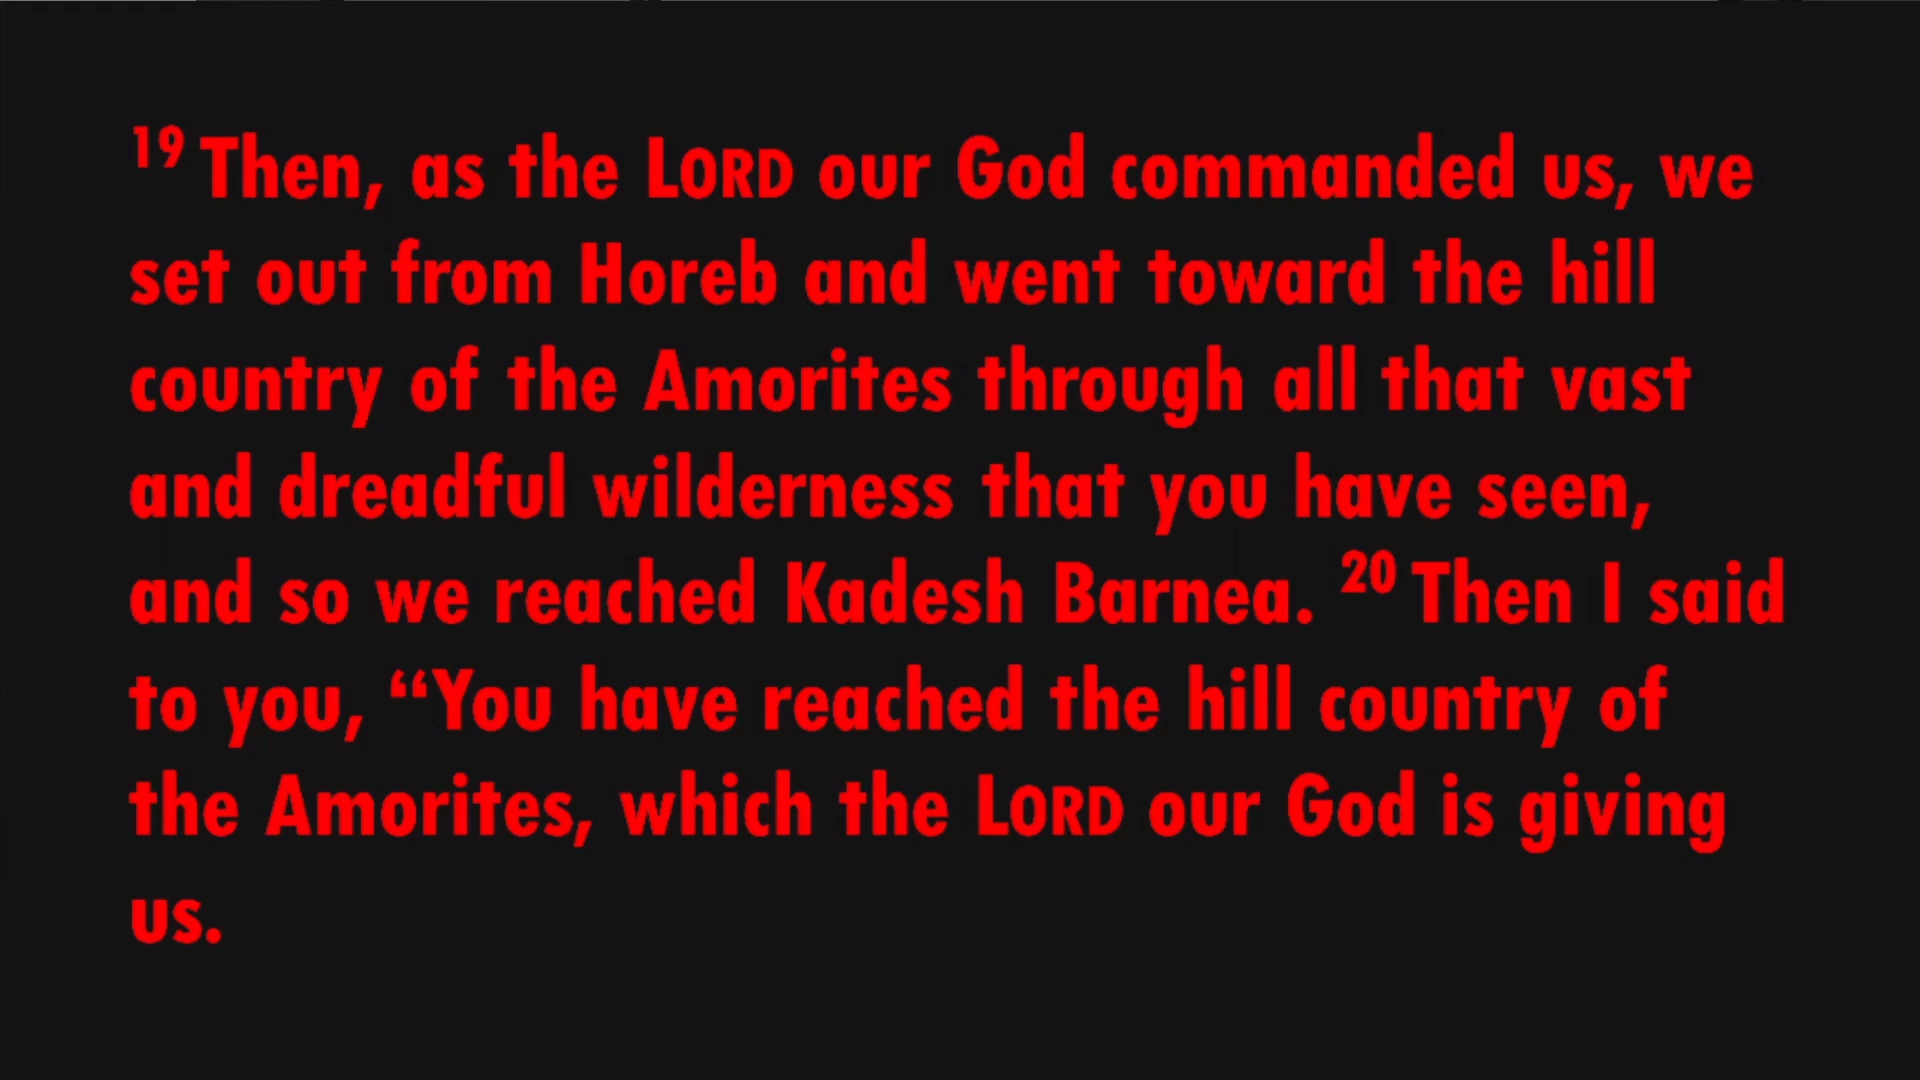 19 Then, as the LORD our God commanded us, we
set out from Horeb and went toward the hill
country of the Amorites through all that vast
and dreadful wilderness that you have seen,
and so we reached Kadesh Barnea. 20 Then I said
to you, “You have reached the hill country of
the Amorites, which the LORD our God is giving
us.